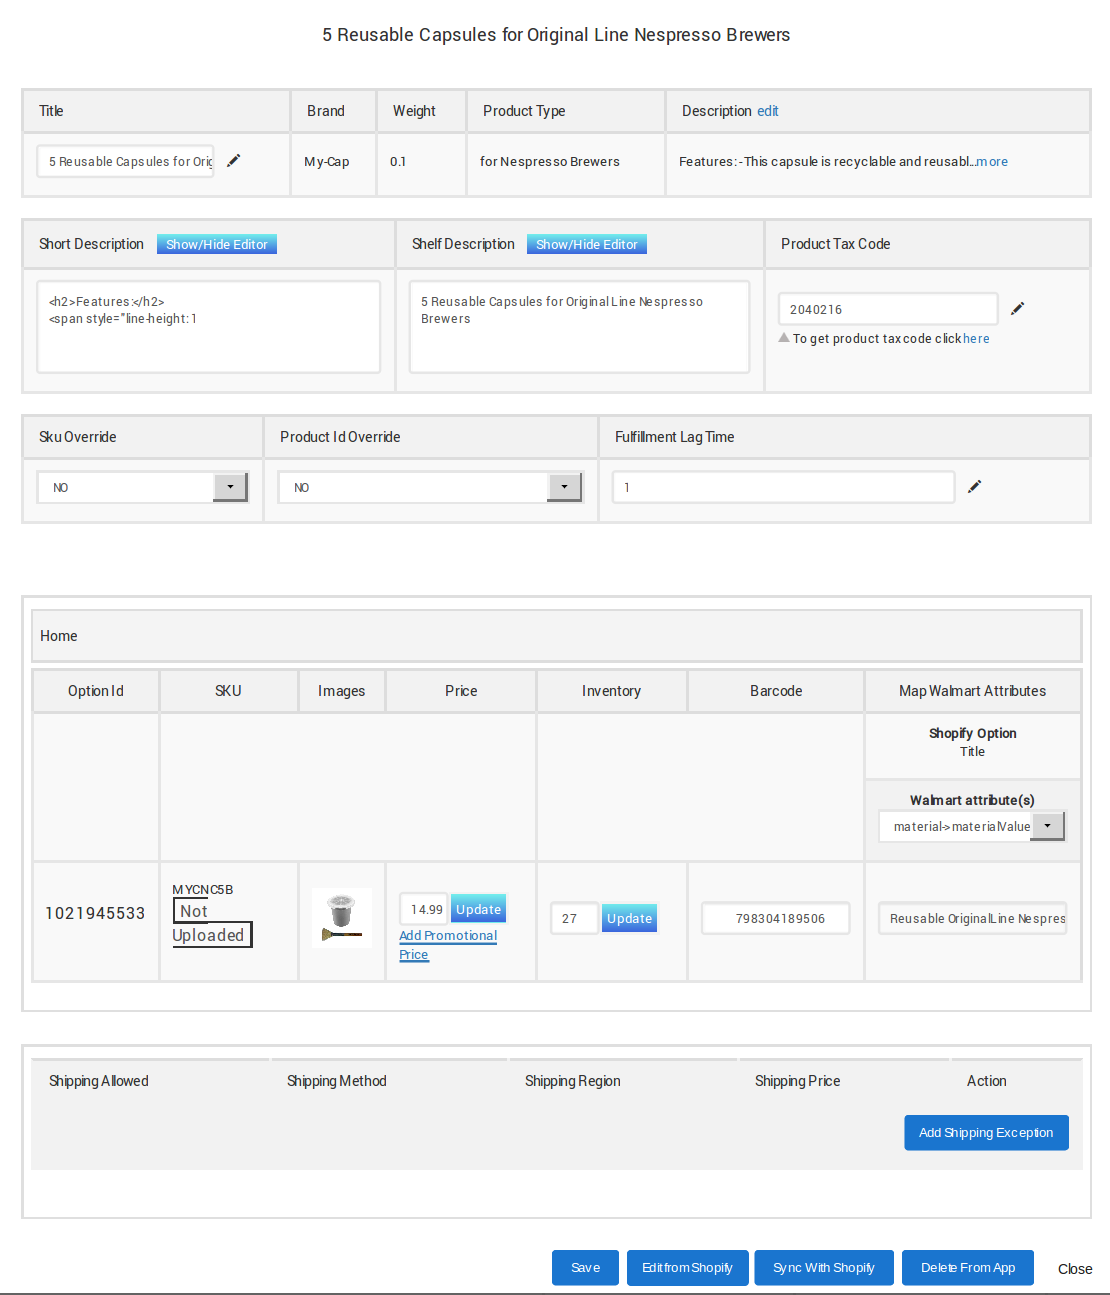 5 Reusable Capsules for Original Line Nespresso Brewers
Title Brand Weight Product Type Description edit
5 Reusable Capsules for Orig My-Cap 0.1 for Nespresso Brewers Features: - This capsule is recyclable and reusabl...more
Short Description Show/Hide Editor Shelf Description Show/Hide Editor Product Tax Code
<h2>Features:</h2>
<span style="line-height: 1
5 Reusable Capsules for Original Line Nespresso
Brewers
2040216
To get product tax code click here
Sku Override Product Id Override Fulfillment Lag Time
NO NO 1
Home
Option Id SKU Images Price Inventory Barcode Map Walmart Attributes
Shopify Option
Title
Walmart attribute(s)
material->materialValue
1021945533
MYCNC5B
Not
Uploaded
14.99 Update
Add Promotional
Price
27 Update
798304189506
Reusable OriginalLine Nespres
Shipping Allowed Shipping Method Shipping Region Shipping Price Action
Add Shipping Exception
Save Edit from Shopify Sync With Shopify Delete From App Close